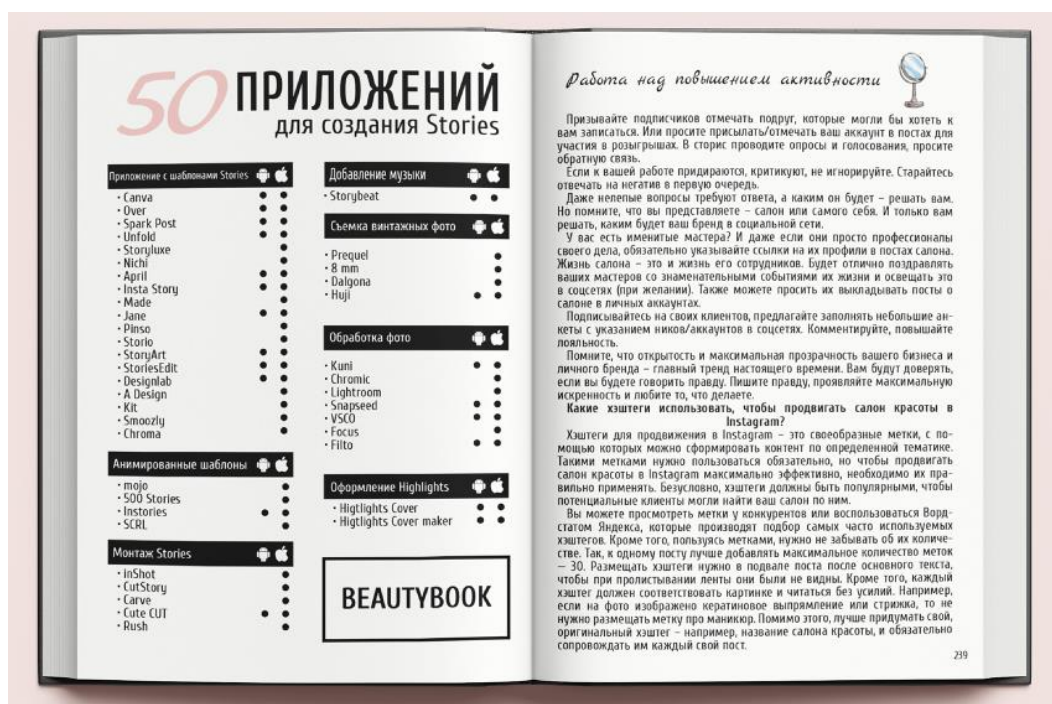 50 ПРИЛОЖЕНИЙ
для создания Stories
Приложение с шаблонами Stories
· Canva
· Over
· Spark Post
· Unfold
· Storyluxe
· Nichi
· April
· Insta Story
· Made
· Jane
· Pinso
· Storio
· StoryArt
· StoriesEdit
· Designlab
· A Design
· Kit
· Smoozly
· Chroma
Анимированные шаблоны
· mojo
· 500 Stories
· Instories
· SCRL
Монтаж Stories
· inShot
· CutStory
· Carve
· Cute CUT
· Rush
Добавление музыки
· Storybeat
Съемка винтажных фото
· Prequel
· 8 mm
· Dalgona
· Huji
Обработка фото
· Kuni
· Chromic
· Lightroom
· Snapseed
· VSCO
· Focus
· Filto
Оформление Highlights
· Higtlights Cover
· Higtlights Cover maker
BEAUTYBOOK
Работа над повышением активности
Призывайте подписчиков отмечать подруг, которые могли бы хотеть к
вам записаться. Или просите присылать/отмечать ваш аккаунт в постах для
участия в розыгрышах. В сторис проводите опросы и голосования, просите
обратную связь.
Если к вашей работе придираются, критикуют, не игнорируйте. Старайтесь
отвечать на негатив в первую очередь.
Даже нелепые вопросы требуют ответа, а каким он будет – решать вам.
Но помните, что вы представляете – салон или самого себя. И только вам
решать, каким будет ваш бренд в социальной сети.
У вас есть именитые мастера? И даже если они просто профессионалы
своего дела, обязательно указывайте ссылки на их профили в постах салона.
Жизнь салона – это и жизнь его сотрудников. Будет отлично поздравлять
ваших мастеров со знаменательными событиями их жизни и освещать это
в соцсетях (при желании). Также можете просить их выкладывать посты о
салоне в личных аккаунтах.
Подписывайтесь на своих клиентов, предлагайте заполнять небольшие ан-
кеты с указанием ников/аккаунтов в соцсетях. Комментируйте, повышайте
лояльность.
Помните, что открытость и максимальная прозрачность вашего бизнеса и
личного бренда – главный тренд настоящего времени. Вам будут доверять,
если вы будете говорить правду. Пишите правду, проявляйте максимальную
искренность и любите то, что делаете.
Какие хэштеги использовать, чтобы продвигать салон красоты в
Instagram?
Хэштеги для продвижения в Instagram – это своеобразные метки, с по-
мощью которых можно сформировать контент по определенной тематике.
Такими метками нужно пользоваться обязательно, но чтобы продвигать
салон красоты в Instagram максимально эффективно, необходимо их пра-
вильно применять. Безусловно, хэштеги должны быть популярными, чтобы
потенциальные клиенты могли найти ваш салон по ним.
Вы можете просмотреть метки у конкурентов или воспользоваться Ворд-
статом Яндекса, которые производят подбор самых часто используемых
хэштегов. Кроме того, пользуясь метками, нужно не забывать об их количе-
стве. Так, к одному посту лучше добавлять максимальное количество меток
— 30. Размещать хэштеги нужно в подвале поста после основного текста,
чтобы при пролистывании ленты они были не видны. Кроме того, каждый
хэштег должен соответствовать картинке и читаться без усилий. Например,
если на фото изображено кератиновое выпрямление или стрижка, то не
нужно размещать метку про маникюр. Помимо этого, лучше придумать свой,
оригинальный хэштег – например, название салона красоты, и обязательно
сопровождать им каждый свой пост.
239